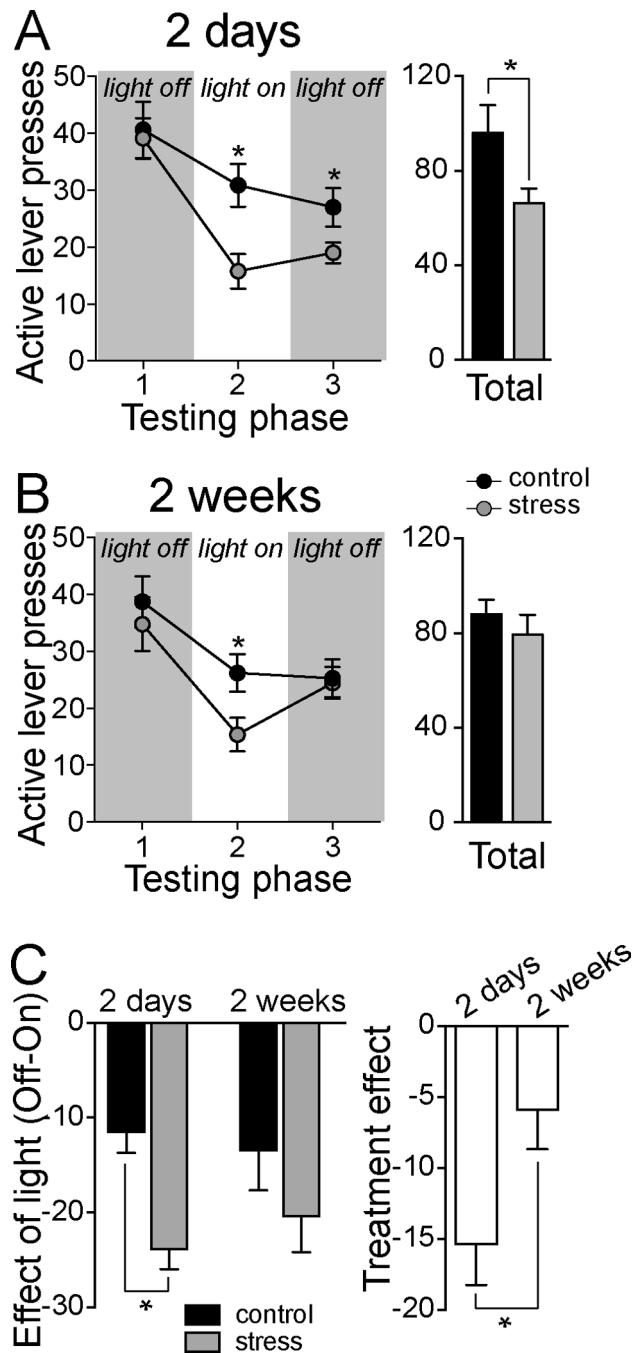 A
2 days
light off light on light off
Active lever presses
50
40
30
20
10
0
* *
1 2 3
Testing phase
120
80
40
0
*
Total
B
2 weeks
control
stress
light off light on light off
Active lever presses
50
40
30
20
10
0
*
1 2 3
Testing phase
120
80
40
0
Total
C
2 days 2 weeks
Effect of light (Off-On)
0
-10
-20
-30
*
control
stress
2 days 2 weeks
Treatment effect
0
-5
-10
-15
-20
*